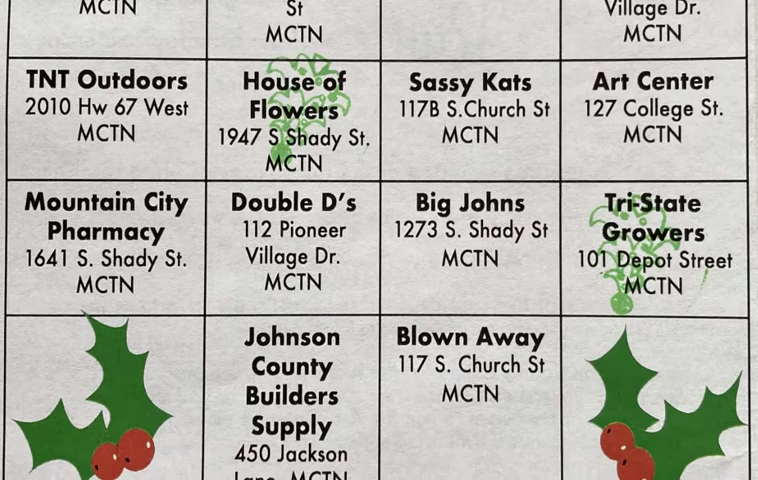 MCTN
St
MCTN
Village Dr.
MCTN
TNT Outdoors
2010 Hw 67 West
MCTN
House of
Flowers
1947 S Shady St.
MCTN
Sassy Kats
117B S.Church St
MCTN
Art Center
127 College St.
MCTN
Mountain City
Pharmacy
1641 S. Shady St.
MCTN
Double D's
112 Pioneer
Village Dr.
MCTN
Big Johns
1273 S. Shady St
MCTN
Tri-State
Growers
101 Depot Street
MCTN
Johnson
County
Builders
Supply
450 Jackson
Lane MCTN
Blown Away
117 S. Church St
MCTN